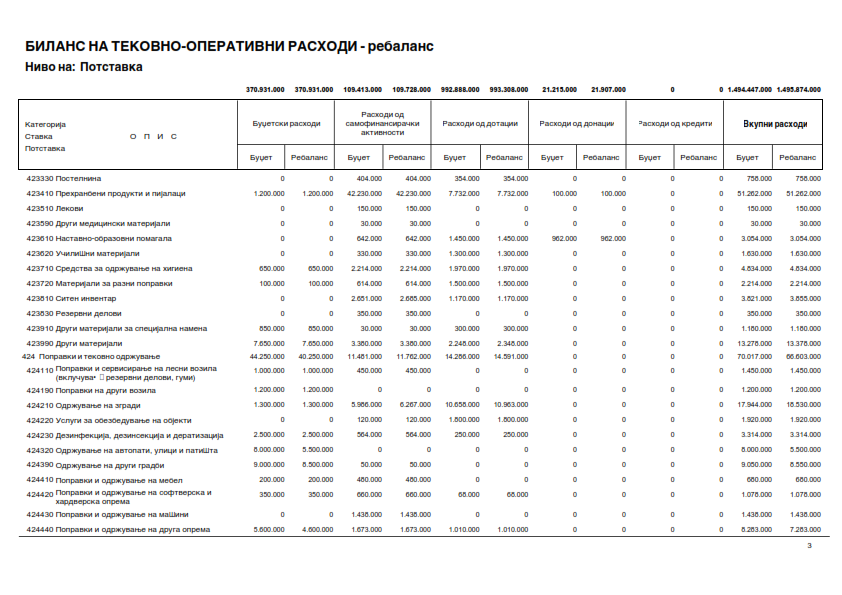 БИЛАНС НА ТЕКОВНО-ОПЕРАТИВНИ РАСХОДИ - ребаланс
Ниво на: Потставка
370.931.000 370.931.000 109.413.000 109.728.000 992.888.000 993.308.000 21.215.000 21.907.000 0 0 1.494.447.000 1.495.874.000
Категорија
Ставка О П И С
Потставка
Буџетски расходи
Расходи од самофинансирачки активности
Расходи од дотации
Расходи од донации
Расходи од кредити
Вкупни расходи
Буџет Ребаланс Буџет Ребаланс Буџет Ребаланс Буџет Ребаланс Буџет Ребаланс Буџет Ребаланс
423330 Постелнина 0 0 404.000 404.000 354.000 354.000 0 0 0 0 758.000 758.000
423410 Прехранбени продукти и пијалаци 1.200.000 1.200.000 42.230.000 42.230.000 7.732.000 7.732.000 100.000 100.000 0 0 51.262.000 51.262.000
423510 Лекови 0 0 150.000 150.000 0 0 0 0 0 0 150.000 150.000
423590 Други медицински материјали 0 0 30.000 30.000 0 0 0 0 0 0 30.000 30.000
423610 Наставно-образовни помагала 0 0 642.000 642.000 1.450.000 1.450.000 962.000 962.000 0 0 3.054.000 3.054.000
423620 УчилиШни материјали 0 0 330.000 330.000 1.300.000 1.300.000 0 0 0 0 1.630.000 1.630.000
423710 Средства за одржување на хигиена 650.000 650.000 2.214.000 2.214.000 1.970.000 1.970.000 0 0 0 0 4.834.000 4.834.000
423720 Материјали за разни поправки 100.000 100.000 614.000 614.000 1.500.000 1.500.000 0 0 0 0 2.214.000 2.214.000
423810 Ситен инвентар 0 0 2.651.000 2.685.000 1.170.000 1.170.000 0 0 0 0 3.821.000 3.855.000
423830 Резервни делови 0 0 350.000 350.000 0 0 0 0 0 0 350.000 350.000
423910 Други материјали за специјална намена 850.000 850.000 30.000 30.000 300.000 300.000 0 0 0 0 1.180.000 1.180.000
423990 Други материјали 7.650.000 7.650.000 3.380.000 3.380.000 2.248.000 2.348.000 0 0 0 0 13.278.000 13.378.000
424 Поправки и тековно одржување 44.250.000 40.250.000 11.481.000 11.762.000 14.286.000 14.591.000 0 0 0 0 70.017.000 66.603.000
424110 Поправки и сервисирање на лесни возила 1.000.000 1.000.000 450.000 450.000 0 0 0 0 0 0 1.450.000 1.450.000
(вклучува• резервни делови, гуми)
424190 Поправки на други возила 1.200.000 1.200.000 0 0 0 0 0 0 0 0 1.200.000 1.200.000
424210 Одржување на згради 1.300.000 1.300.000 5.986.000 6.267.000 10.658.000 10.963.000 0 0 0 0 17.944.000 18.530.000
424220 Услуги за обезбедување на објекти 0 0 120.000 120.000 1.800.000 1.800.000 0 0 0 0 1.920.000 1.920.000
424230 Дезинфекција, дезинсекција и дератизација 2.500.000 2.500.000 564.000 564.000 250.000 250.000 0 0 0 0 3.314.000 3.314.000
424320 Одржување на автопати, улици и патиШта 8.000.000 5.500.000 0 0 0 0 0 0 0 0 8.000.000 5.500.000
424390 Одржување на други градби 9.000.000 8.500.000 50.000 50.000 0 0 0 0 0 0 9.050.000 8.550.000
424410 Поправки и одржување на мебел 200.000 200.000 480.000 480.000 0 0 0 0 0 0 680.000 680.000
424420 Поправки и одржување на софтверска и 350.000 350.000 660.000 660.000 68.000 68.000 0 0 0 0 1.078.000 1.078.000
хардверска опрема
424430 Поправки и одржување на маШини 0 0 1.438.000 1.438.000 0 0 0 0 0 0 1.438.000 1.438.000
424440 Поправки и одржување на друга опрема 5.600.000 4.600.000 1.673.000 1.673.000 1.010.000 1.010.000 0 0 0 0 8.283.000 7.283.000
3